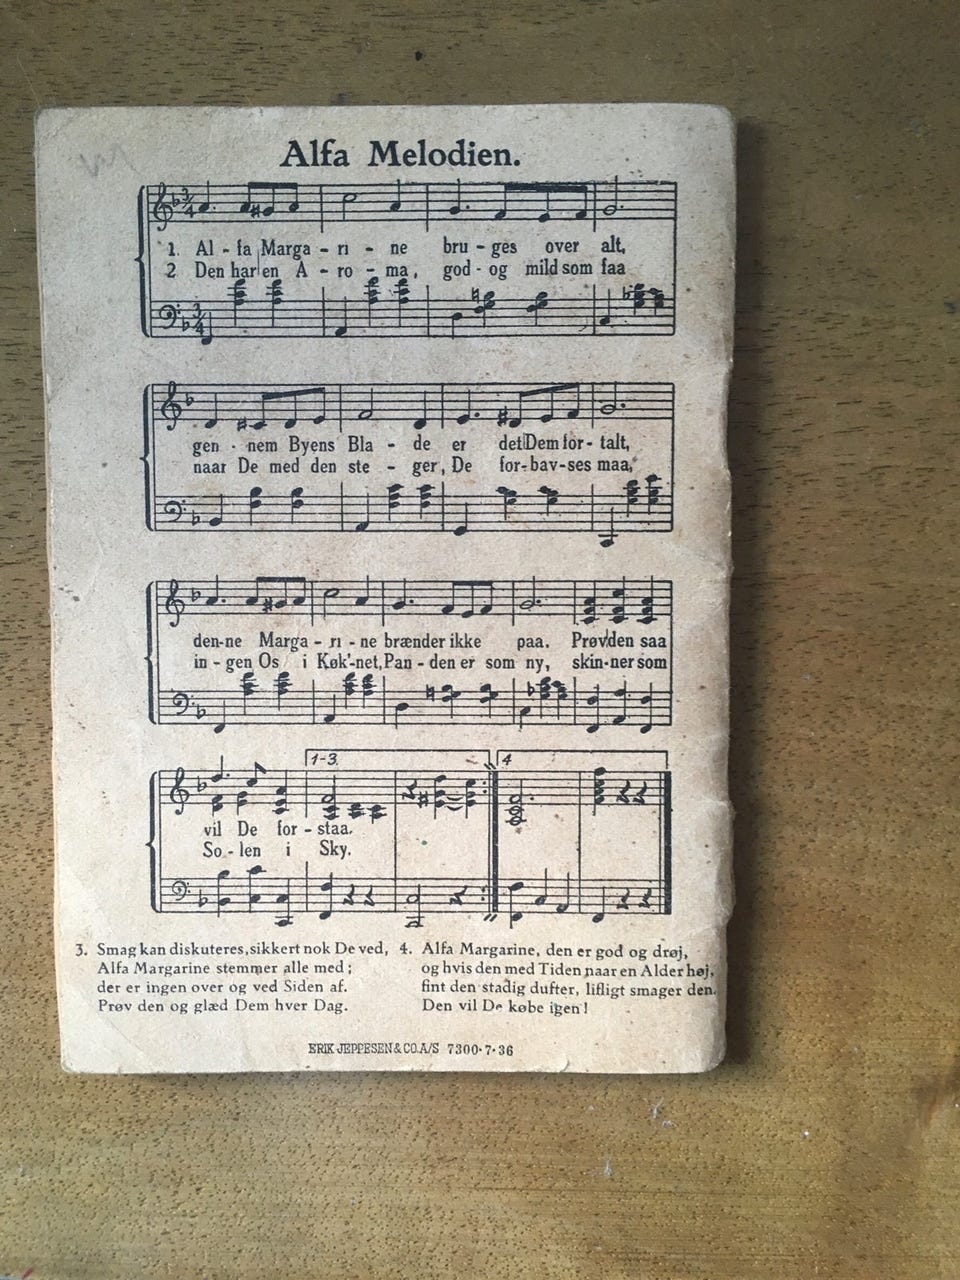 Alfa Melodien.
1. Al - fa Marga - ri - ne bru - ges over alt,
2 Den har en A - ro - ma, god - og mild som faa
gen - nem Byens Bla - de er det Dem for - talt,
naar De med den ste - ger, De for - bav - ses maa,
den - ne Marga - ri - ne brænder ikke paa. Prøv den saa
in - gen Os i Køk'-net, Pan - den er som ny, skin - ner som
1-3.
4
vil De for - staa.
So - len i Sky.
3. Smag kan diskuteres, sikkert nok De ved,
Alfa Margarine stemmer alle med;
der er ingen over og ved Siden af.
Prøv den og glæd Dem hver Dag.
4. Alfa Margarine, den er god og drøj,
og hvis den med Tiden naar en Alder høj,
fint den stadig dufter, lifligt smager den.
Den vil De købe igen!
ERIK JEPPESEN & CO. A/S 7300·7·36